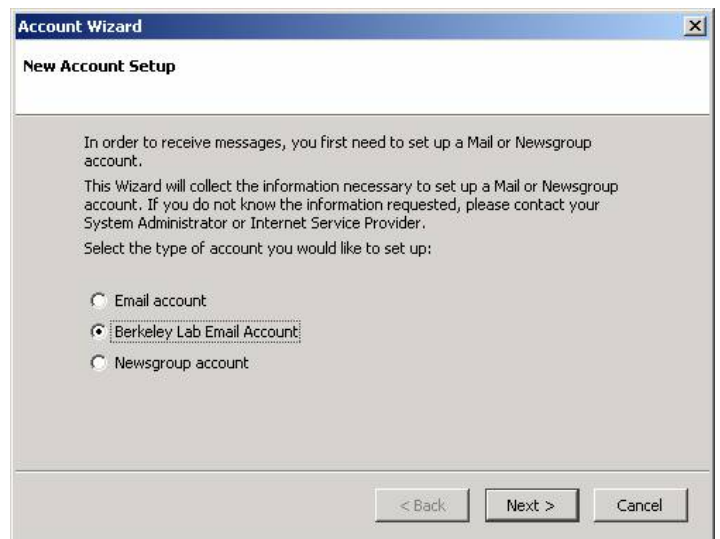 Account Wizard
New Account Setup
In order to receive messages, you first need to set up a Mail or Newsgroup
account.
This Wizard will collect the information necessary to set up a Mail or Newsgroup
account. If you do not know the information requested, please contact your
System Administrator or Internet Service Provider.
Select the type of account you would like to set up:
Email account
Berkeley Lab Email Account
Newsgroup account
< Back Next > Cancel